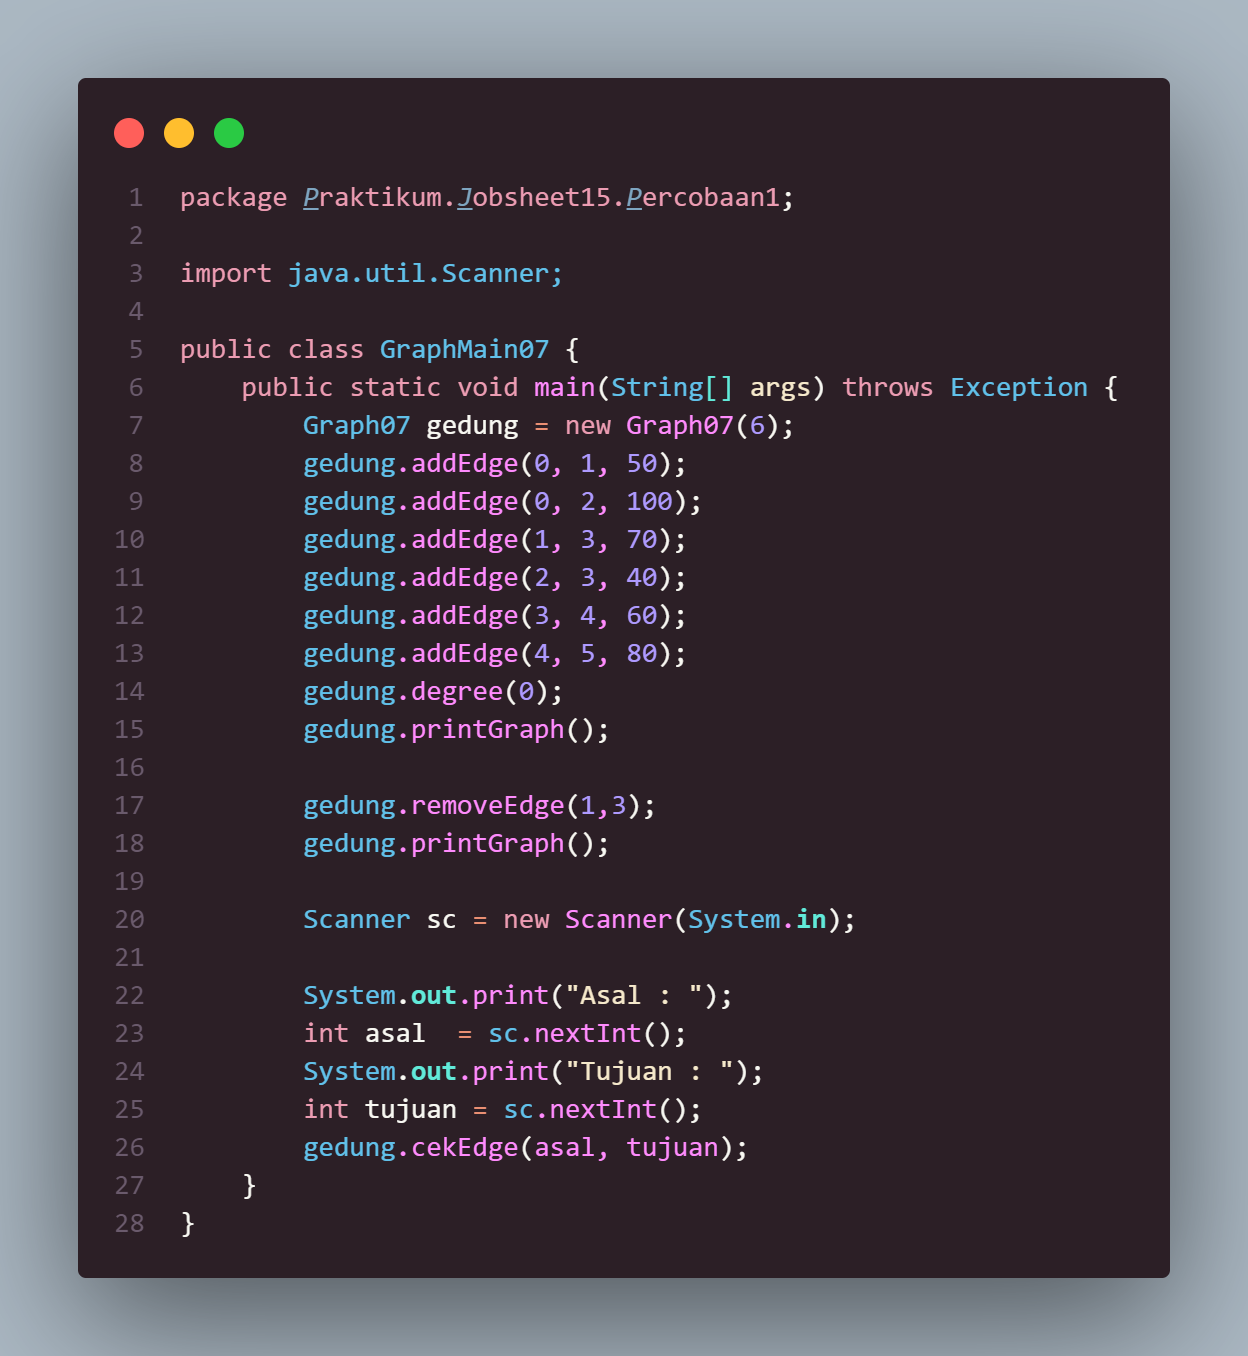 1 package Praktikum.Jobsheet15.Percobaan1;
2
3 import java.util.Scanner;
4
5 public class GraphMain07 {
6     public static void main(String[] args) throws Exception {
7         Graph07 gedung = new Graph07(6);
8         gedung.addEdge(0, 1, 50);
9         gedung.addEdge(0, 2, 100);
10         gedung.addEdge(1, 3, 70);
11         gedung.addEdge(2, 3, 40);
12         gedung.addEdge(3, 4, 60);
13         gedung.addEdge(4, 5, 80);
14         gedung.degree(0);
15         gedung.printGraph();
16
17         gedung.removeEdge(1,3);
18         gedung.printGraph();
19
20         Scanner sc = new Scanner(System.in);
21
22         System.out.print("Asal : ");
23         int asal  = sc.nextInt();
24         System.out.print("Tujuan : ");
25         int tujuan = sc.nextInt();
26         gedung.cekEdge(asal, tujuan);
27     }
28 }